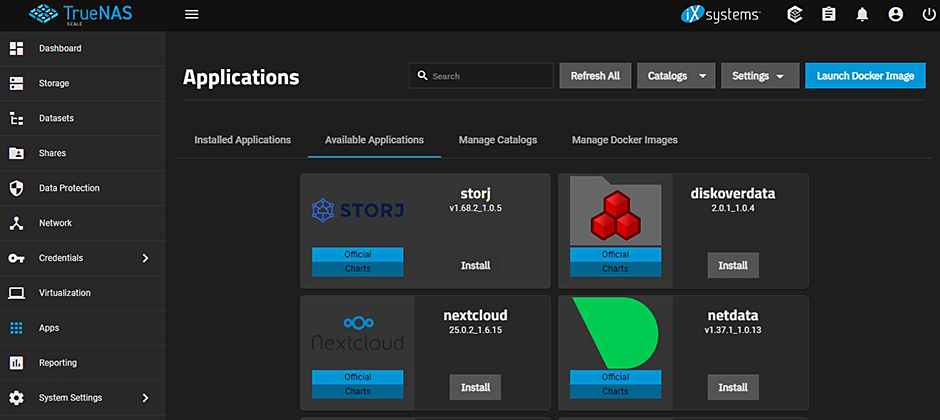 TrueNAS
SCALE
iXsystems™
Dashboard
Storage
Datasets
Shares
Data Protection
Network
Credentials
Virtualization
Apps
Reporting
System Settings
Applications
Search
Refresh All
Catalogs
Settings
Launch Docker Image
Installed Applications
Available Applications
Manage Catalogs
Manage Docker Images
STORJ
Official
Charts
storj
v1.68.2_1.0.5
Install
Official
Charts
diskoverdata
2.0.1_1.0.4
Install
Nextcloud
Official
Charts
nextcloud
25.0.2_1.6.15
Install
Official
Charts
netdata
v1.37.1_1.0.13
Install